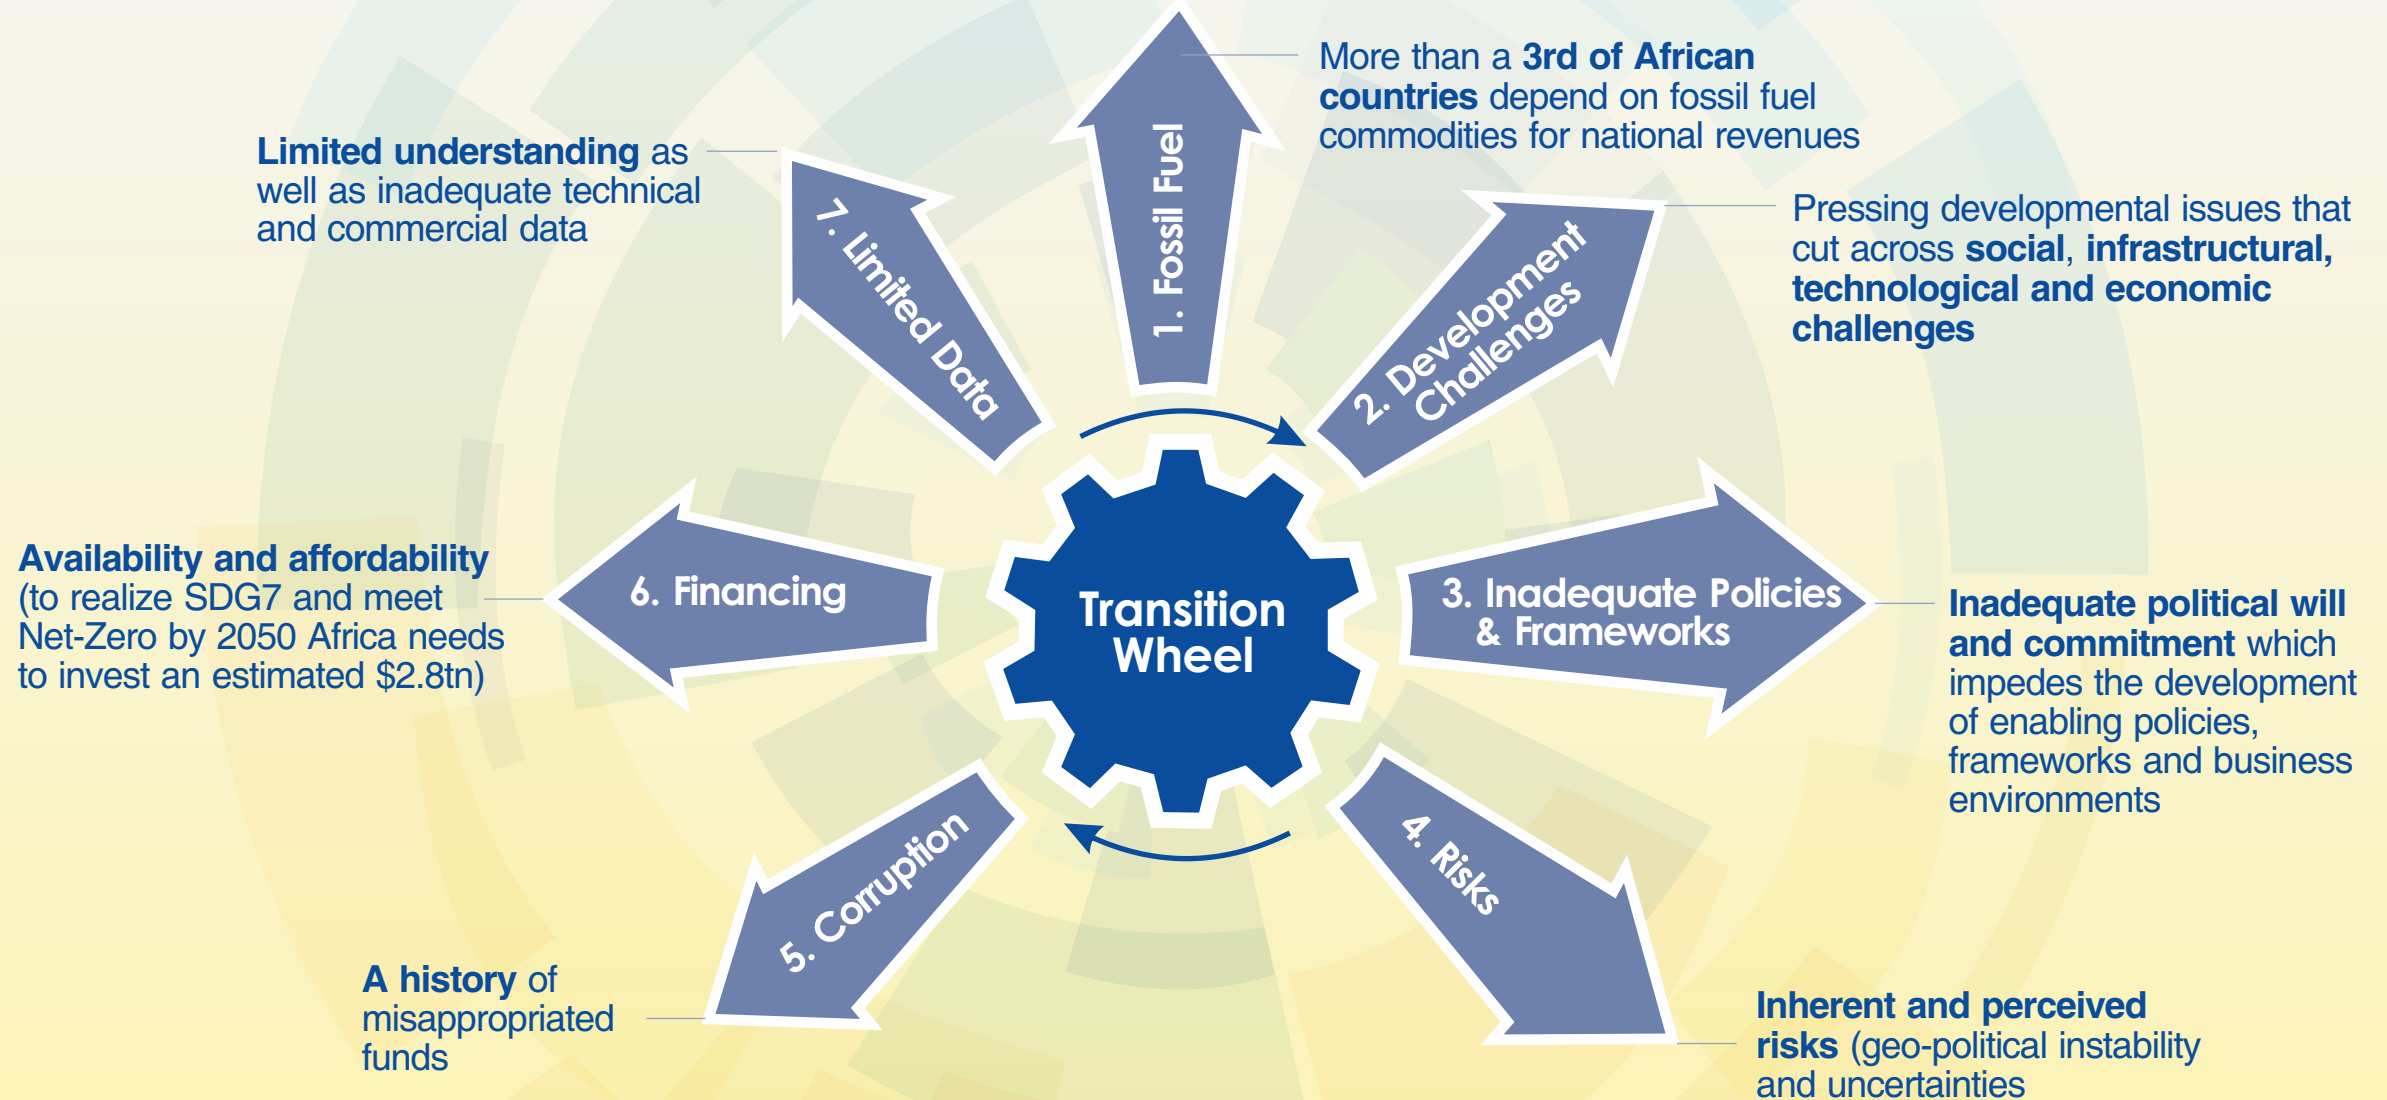 1. Fossil Fuel
More than a 3rd of African
countries depend on fossil fuel
commodities for national revenues
2. Development
Challenges
Pressing developmental issues that
cut across social, infrastructural,
technological and economic
challenges
3. Inadequate Policies
& Frameworks
Inadequate political will
and commitment which
impedes the development
of enabling policies,
frameworks and business
environments
4. Risks
Inherent and perceived
risks (geo-political instability
and uncertainties
5. Corruption
A history of
misappropriated
funds
6. Financing
Availability and affordability
(to realize SDG7 and meet
Net-Zero by 2050 Africa needs
to invest an estimated $2.8tn)
7. Limited Data
Limited understanding as
well as inadequate technical
and commercial data
Transition
Wheel